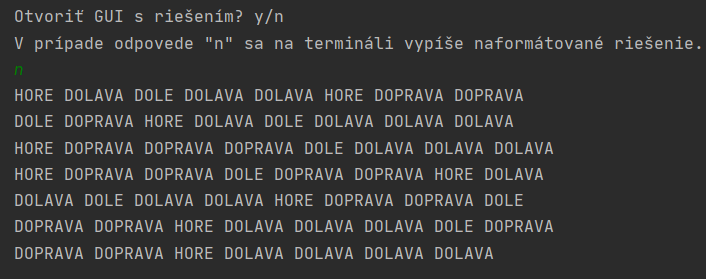 Otvoriť GUI s riešením? y/n
V prípade odpovede "n" sa na termináli vypíše naformátované riešenie.
n
HORE DOLAVA DOLE DOLAVA DOLAVA HORE DOPRAVA DOPRAVA
DOLE DOPRAVA HORE DOLAVA DOLE DOLAVA DOLAVA DOLAVA
HORE DOPRAVA DOPRAVA DOPRAVA DOLE DOLAVA DOLAVA DOLAVA
HORE DOPRAVA DOPRAVA DOLE DOPRAVA DOPRAVA HORE DOLAVA
DOLAVA DOLE DOLAVA DOLAVA HORE DOPRAVA DOPRAVA DOLE
DOPRAVA DOPRAVA HORE DOLAVA DOLAVA DOLAVA DOLE DOPRAVA
DOPRAVA DOPRAVA HORE DOLAVA DOLAVA DOLAVA DOLAVA